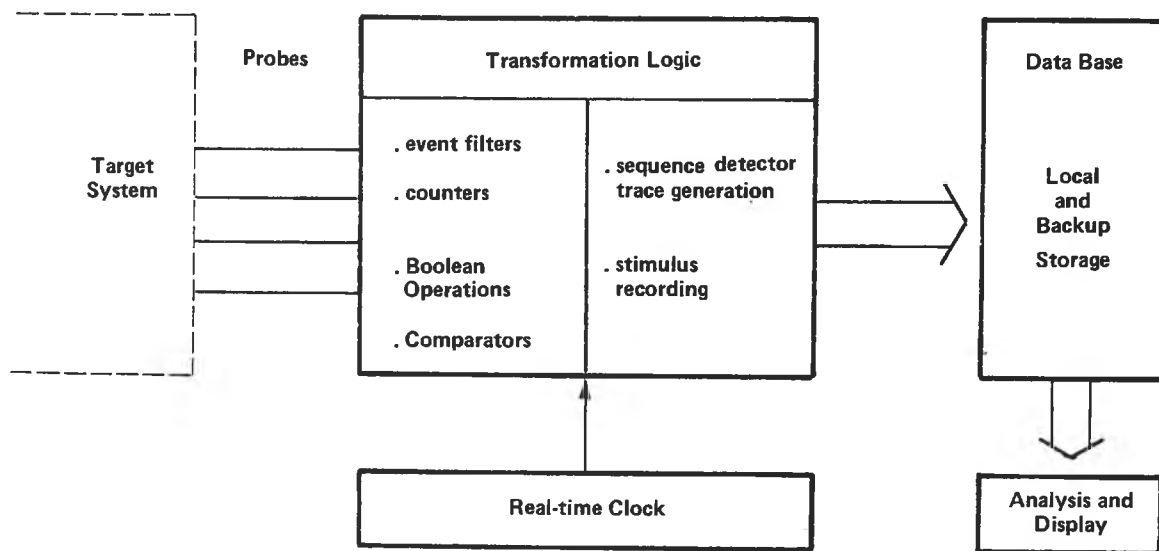 Target
System
Probes
Transformation Logic
. event filters
. counters
. Boolean
Operations
. Comparators
. sequence detector
trace generation
. stimulus
recording
Data Base
Local
and
Backup
Storage
Real-time Clock
Analysis and
Display